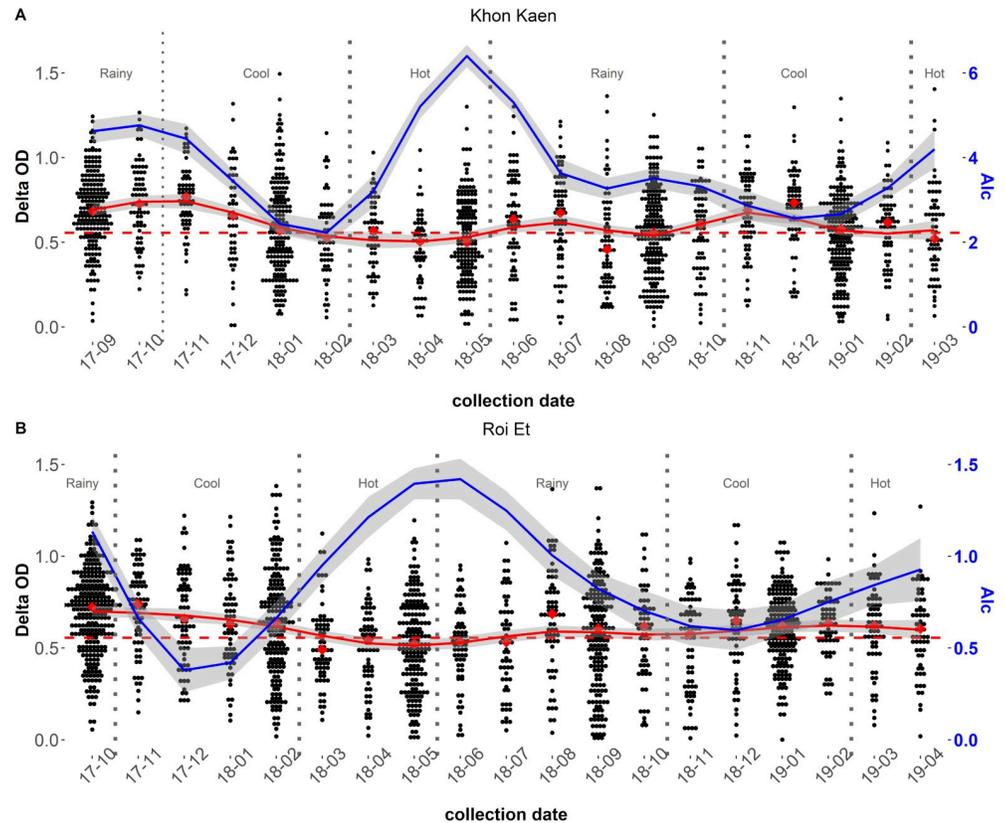 A
Khon Kaen
Rainy Cool Hot Rainy Cool Hot
1.5
1.0
0.5
0.0
Delta OD
6
4
2
0
AIc
17-09 17-10 17-11 17-12 18-01 18-02 18-03 18-04 18-05 18-06 18-07 18-08 18-09 18-10 18-11 18-12 19-01 19-02 19-03
collection date
B
Roi Et
Rainy Cool Hot Rainy Cool Hot
1.5
1.0
0.5
0.0
Delta OD
1.5
1.0
0.5
0.0
AIc
17-10 17-11 17-12 18-01 18-02 18-03 18-04 18-05 18-06 18-07 18-08 18-09 18-10 18-11 18-12 19-01 19-02 19-03 19-04
collection date